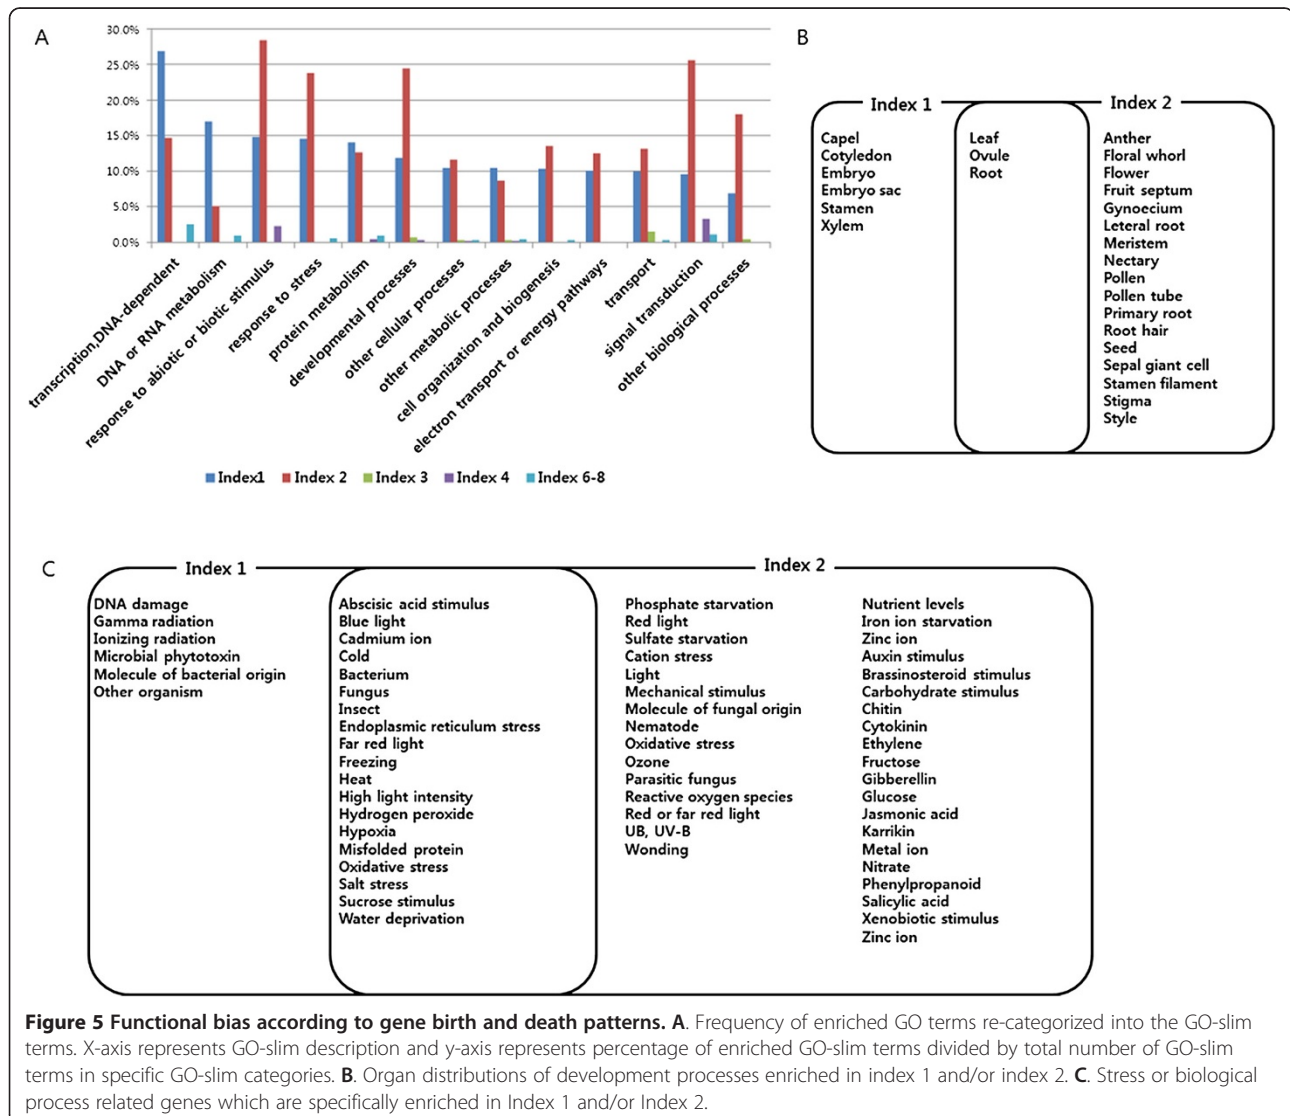 A
30.0%
25.0%
20.0%
15.0%
10.0%
5.0%
0.0%
transcription,DNA-dependent
DNA or RNA metabolism
response to abiotic or biotic stimulus
response to stress
protein metabolism
developmental processes
other cellular processes
other metabolic processes
cell organization and biogenesis
electron transport or energy pathways
transport
signal transduction
other biological processes
Index1 Index 2 Index 3 Index 4 Index 6-8
B
Index 1
Capel
Cotyledon
Embryo
Embryo sac
Stamen
Xylem
Leaf
Ovule
Root
Index 2
Anther
Floral whorl
Flower
Fruit septum
Gynoecium
Leteral root
Meristem
Nectary
Pollen
Pollen tube
Primary root
Root hair
Seed
Sepal giant cell
Stamen filament
Stigma
Style
C
Index 1
DNA damage
Gamma radiation
Ionizing radiation
Microbial phytotoxin
Molecule of bacterial origin
Other organism
Abscisic acid stimulus
Blue light
Cadmium ion
Cold
Bacterium
Fungus
Insect
Endoplasmic reticulum stress
Far red light
Freezing
Heat
High light intensity
Hydrogen peroxide
Hypoxia
Misfolded protein
Oxidative stress
Salt stress
Sucrose stimulus
Water deprivation
Index 2
Phosphate starvation
Red light
Sulfate starvation
Cation stress
Light
Mechanical stimulus
Molecule of fungal origin
Nematode
Oxidative stress
Ozone
Parasitic fungus
Reactive oxygen species
Red or far red light
UB, UV-B
Wonding
Nutrient levels
Iron ion starvation
Zinc ion
Auxin stimulus
Brassinosteroid stimulus
Carbohydrate stimulus
Chitin
Cytokinin
Ethylene
Fructose
Gibberellin
Glucose
Jasmonic acid
Karrikin
Metal ion
Nitrate
Phenylpropanoid
Salicylic acid
Xenobiotic stimulus
Zinc ion
Figure 5 Functional bias according to gene birth and death patterns. A. Frequency of enriched GO terms re-categorized into the GO-slim
terms. X-axis represents GO-slim description and y-axis represents percentage of enriched GO-slim terms divided by total number of GO-slim
terms in specific GO-slim categories. B. Organ distributions of development processes enriched in index 1 and/or index 2. C. Stress or biological
process related genes which are specifically enriched in Index 1 and/or Index 2.